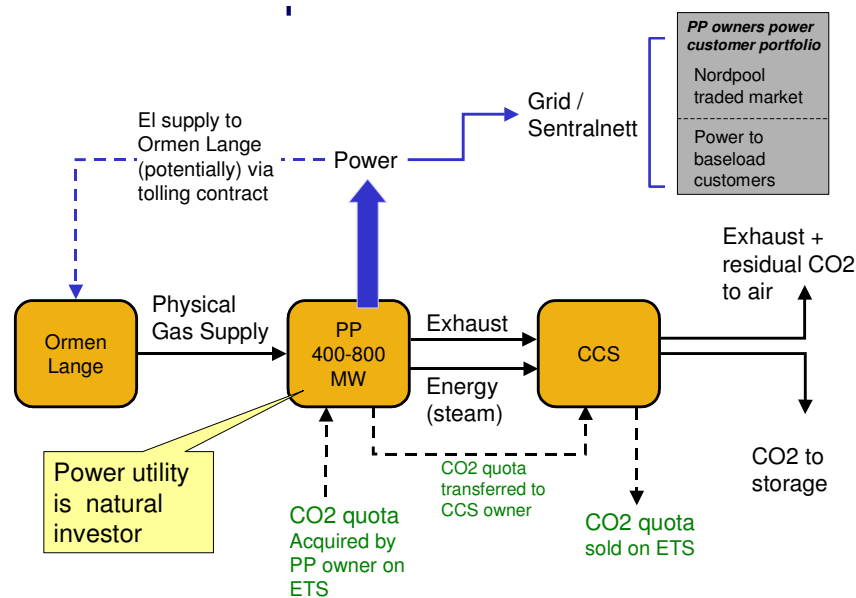 PP owners power
customer portfolio
Nordpool
traded market
Power to
baseload
customers
Grid /
Sentralnett
El supply to
Ormen Lange
(potentially) via
tolling contract
Power
Exhaust +
residual CO2
to air
Physical
Gas Supply
Ormen
Lange
PP
400-800
MW
Exhaust
Energy
(steam)
CCS
CO2 to
storage
Power utility
is natural
investor
CO2 quota
transferred to
CCS owner
CO2 quota
Acquired by
PP owner on
ETS
CO2 quota
sold on ETS